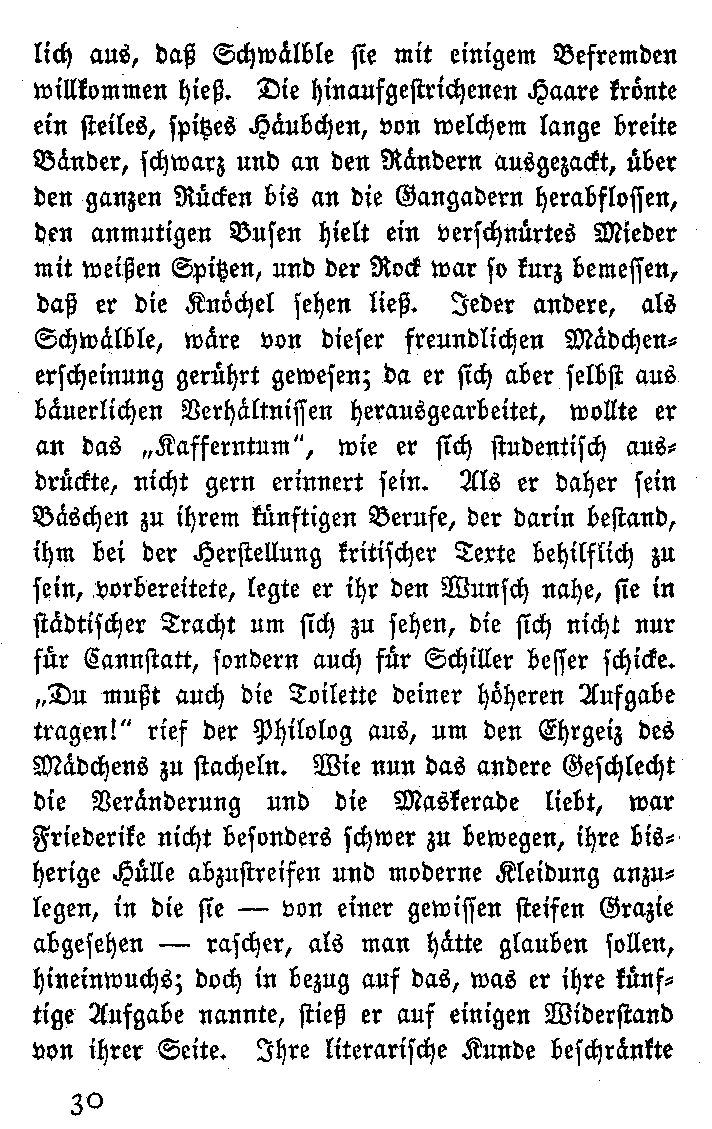 lich aus, daß Schwälble sie mit einigem Befremden
willkommen hieß. Die hinaufgestrichenen Haare krönte
ein steiles, spitzes Häubchen, von welchem lange breite
Bänder, schwarz und an den Rändern ausgezackt, über
den ganzen Rücken bis an die Gangadern herabflossen,
den anmutigen Busen hielt ein verschnürtes Mieder
mit weißen Spitzen, und der Rock war so kurz bemessen,
daß er die Knöchel sehen ließ. Jeder andere, als
Schwälble, wäre von dieser freundlichen Mädchen-
erscheinung gerührt gewesen; da er sich aber selbst aus
bäuerlichen Verhältnissen herausgearbeitet, wollte er
an das „Kafferntum“, wie er sich studentisch aus-
drückte, nicht gern erinnert sein. Als er daher sein
Bäschen zu ihrem künftigen Berufe, der darin bestand,
ihm bei der Herstellung kritischer Texte behilflich zu
sein, vorbereitete, legte er ihr den Wunsch nahe, sie in
städtischer Tracht um sich zu sehen, die sich nicht nur
für Cannstatt, sondern auch für Schiller besser schicke.
„Du mußt auch die Toilette deiner höheren Aufgabe
tragen!“ rief der Philolog aus, um den Ehrgeiz des
Mädchens zu stacheln. Wie nun das andere Geschlecht
die Veränderung und die Maskerade liebt, war
Friederike nicht besonders schwer zu bewegen, ihre bis-
herige Hülle abzustreifen und moderne Kleidung anzu-
legen, in die sie — von einer gewissen steifen Grazie
abgesehen — rascher, als man hätte glauben sollen,
hineinwuchs; doch in bezug auf das, was er ihre künf-
tige Aufgabe nannte, stieß er auf einigen Widerstand
von ihrer Seite. Ihre literarische Kunde beschränkte
30